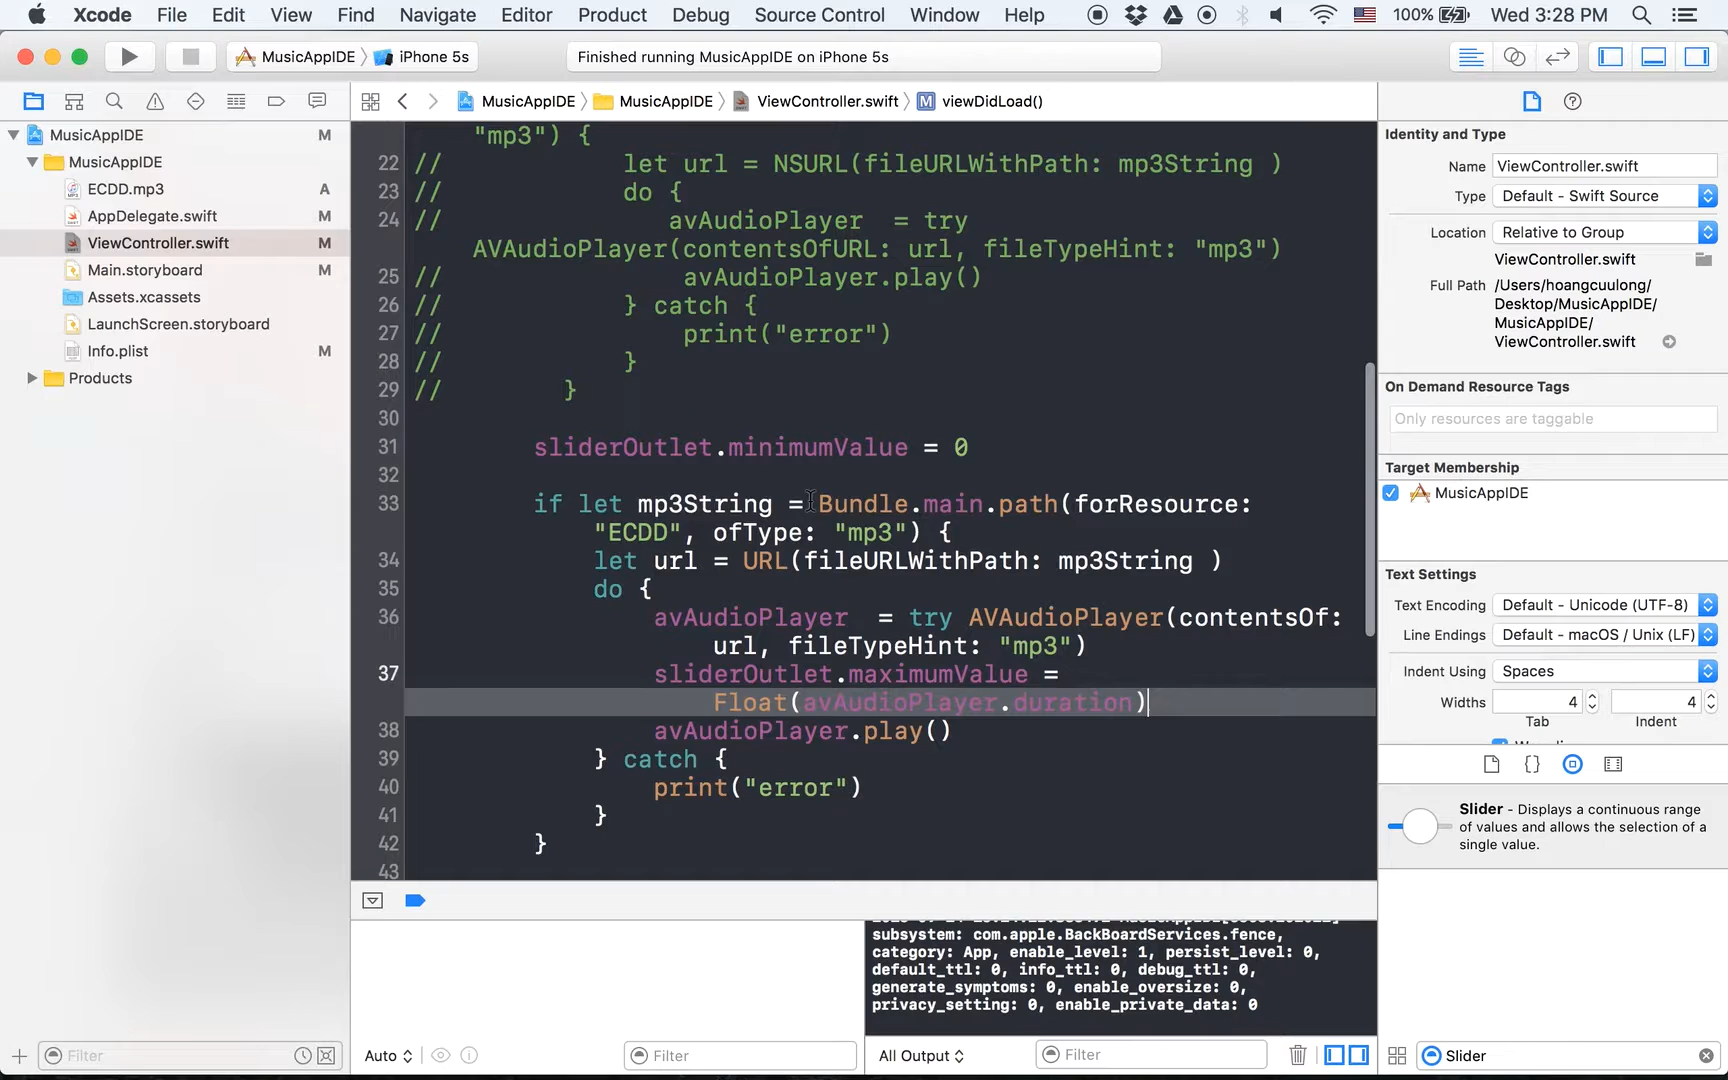 Xcode File Edit View Find Navigate Editor Product Debug Source Control Window Help 100% Wed 3:28 PM
MusicAppIDE iPhone 5s Finished running MusicAppIDE on iPhone 5s
MusicAppIDE MusicAppIDE ViewController.swift M viewDidLoad()
MusicAppIDE M
MusicAppIDE
ECDD.mp3 A
AppDelegate.swift M
ViewController.swift M
Main.storyboard M
Assets.xcassets
LaunchScreen.storyboard
Info.plist M
Products
Filter
"mp3") {
22 // let url = NSURL(fileURLWithPath: mp3String )
23 // do {
24 // avAudioPlayer = try
AVAudioPlayer(contentsOfURL: url, fileTypeHint: "mp3")
25 // avAudioPlayer.play()
26 // } catch {
27 // print("error")
28 // }
29 // }
30
31 sliderOutlet.minimumValue = 0
32
33 if let mp3String = Bundle.main.path(forResource:
"ECDD", ofType: "mp3") {
34 let url = URL(fileURLWithPath: mp3String )
35 do {
36 avAudioPlayer = try AVAudioPlayer(contentsOf:
url, fileTypeHint: "mp3")
37 sliderOutlet.maximumValue =
Float(avAudioPlayer.duration)
38 avAudioPlayer.play()
39 } catch {
40 print("error")
41 }
42 }
43
subsystem: com.apple.BackBoardServices.fence,
category: App, enable_level: 1, persist_level: 0,
default_ttl: 0, info_ttl: 0, debug_ttl: 0,
generate_symptoms: 0, enable_oversize: 0,
privacy_setting: 0, enable_private_data: 0
Auto Filter
All Output Filter
Identity and Type
Name ViewController.swift
Type Default - Swift Source
Location Relative to Group
ViewController.swift
Full Path /Users/hoangcuulong/
Desktop/MusicAppIDE/
MusicAppIDE/
ViewController.swift
On Demand Resource Tags
Only resources are taggable
Target Membership
MusicAppIDE
Text Settings
Text Encoding Default - Unicode (UTF-8)
Line Endings Default - macOS / Unix (LF)
Indent Using Spaces
Widths 4 4
Tab Indent
{}
Slider - Displays a continuous range
of values and allows the selection of a
single value.
Slider